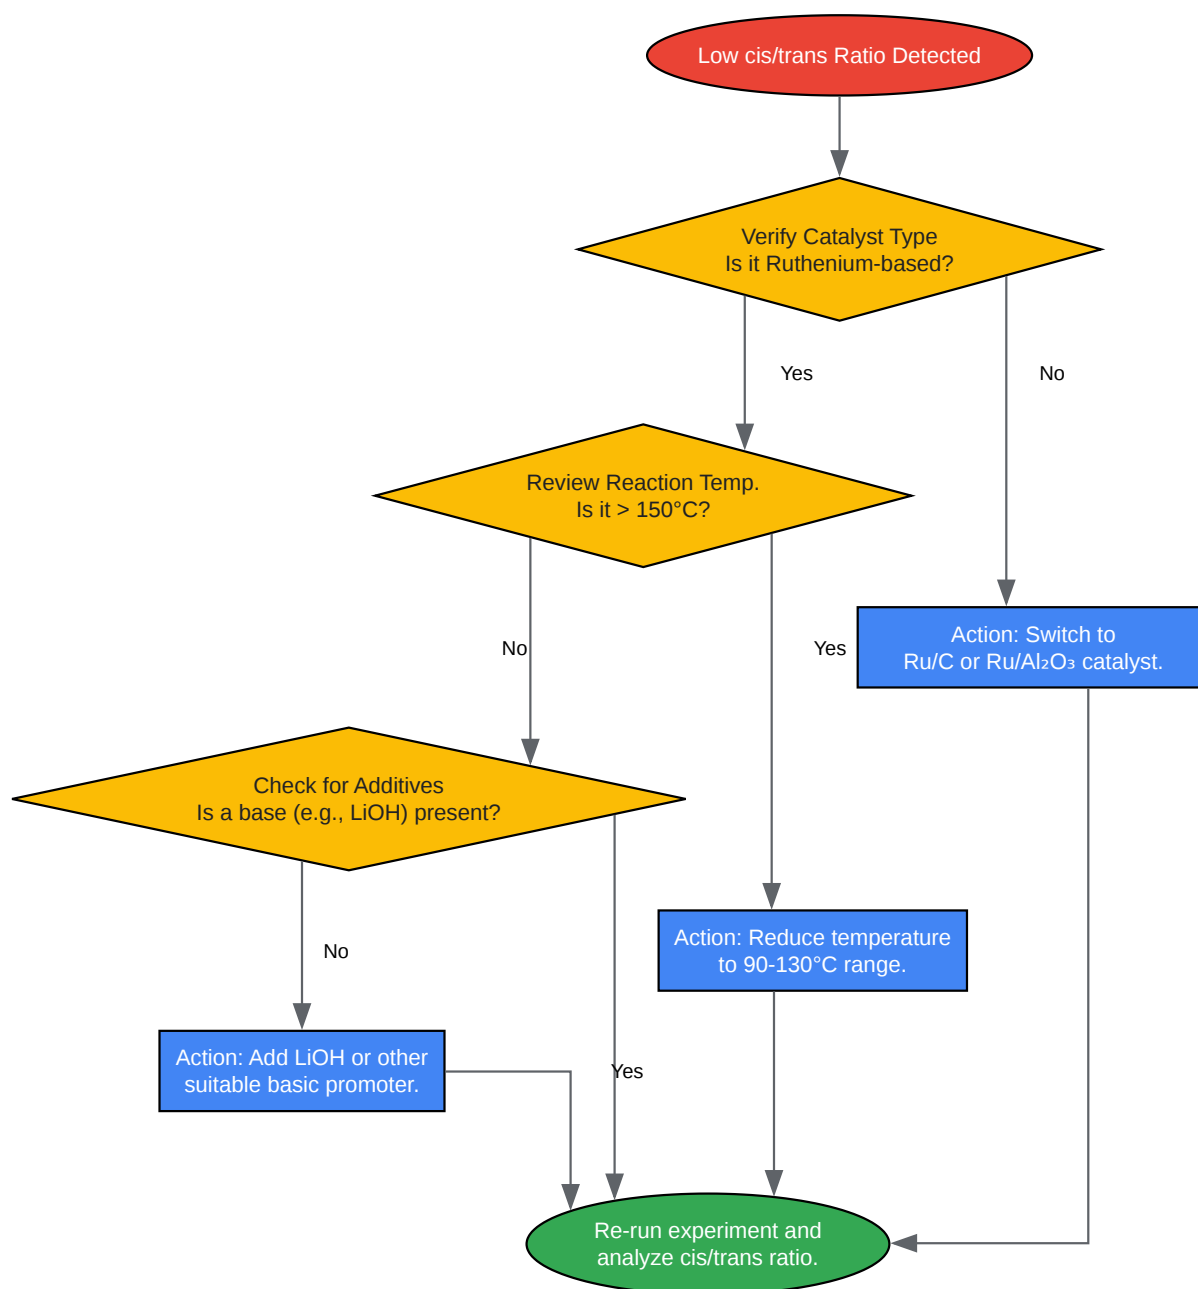 Low cis/trans Ratio Detected
Verify Catalyst Type
Is it Ruthenium-based?
Yes
No
Review Reaction Temp.
Is it > 150°C?
No
Yes
Action: Switch to
Ru/C or Ru/Al₂O₃ catalyst.
Check for Additives
Is a base (e.g., LiOH) present?
No
Action: Reduce temperature
to 90-130°C range.
Action: Add LiOH or other
suitable basic promoter.
Yes
Re-run experiment and
analyze cis/trans ratio.